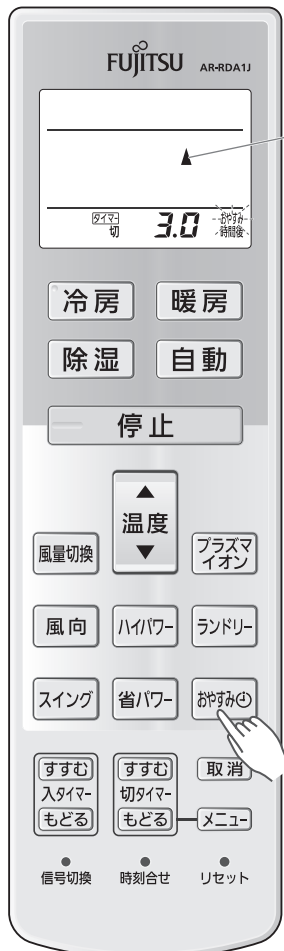 FUJITSU AR-RDA1J
タイマー おやすみ
切 3.0 時間後
冷房 暖房
除湿 自動
停止
温度
風量切換 プラズマイオン
風向 ハイパワー ランドリー
スイング 省パワー おやすみ
すすむ すすむ 取消
入タイマー 切タイマー
もどる もどる メニュー
信号切換 時刻合せ リセット